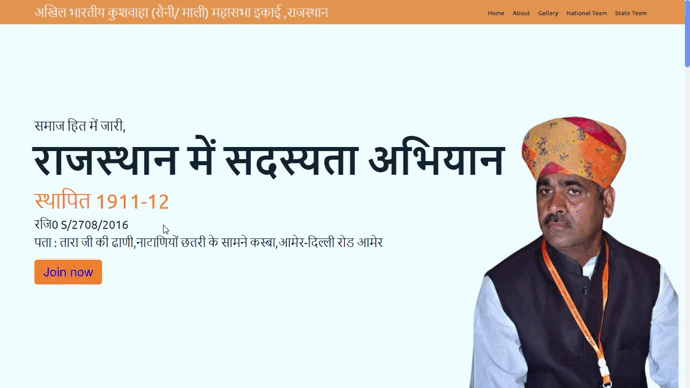 अखिल भारतीय कुशवाहा (सैनी/ माली) महासभा इकाई ,राजस्थान
Home About Gallery National Team State Team
समाज हित में जारी,
राजस्थान में सदस्यता अभियान
स्थापित 1911-12
रजि0 S/2708/2016
पता : तारा जी की ढाणी,नाटाणियों छतरी के सामने कस्बा,आमेर-दिल्ली रोड आमेर
Join now